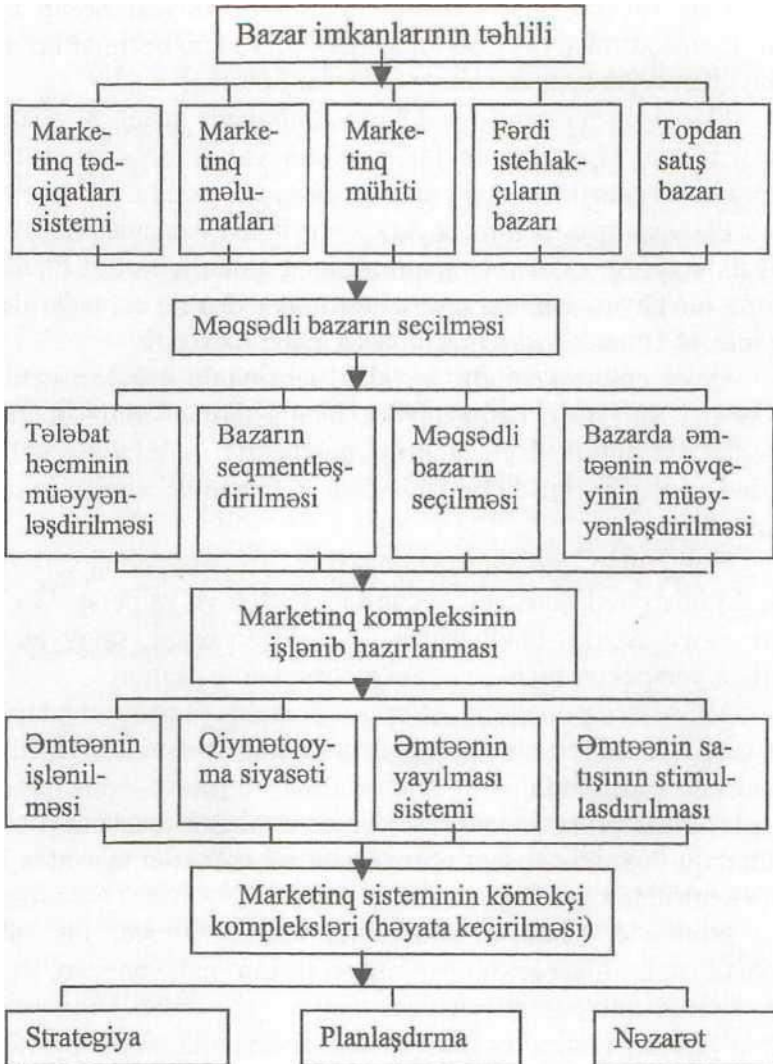 Bazar imkanlarının təhlili
Marke-
tinq təd-
qiqatları
sistemi
Marke-
tinq
məlu-
matları
Marke-
tinq
mühiti
Fərdi
istehlak-
çıların
bazarı
Topdan
satış
bazarı
Məqsədli bazarın seçilməsi
Tələbat
həcminin
müəyyən-
ləşdirilməsi
Bazarın
seqmentləş-
dirilməsi
Məqsədli
bazarın
seçilməsi
Bazarda əm-
təənin mövqe-
yinin müəy-
yənləşdirilməsi
Marketinq kompleksinin
işlənib hazırlanması
Əmtəənin
işlənil-
məsi
Qiymətqoy-
ma siyasəti
Əmtəənin
yayılması
sistemi
Əmtəənin sa-
tışının stimul-
lasdırılması
Marketinq sisteminin köməkçi
kompleksləri (həyata keçirilməsi)
Strategiya
Planlaşdırma
Nəzarət